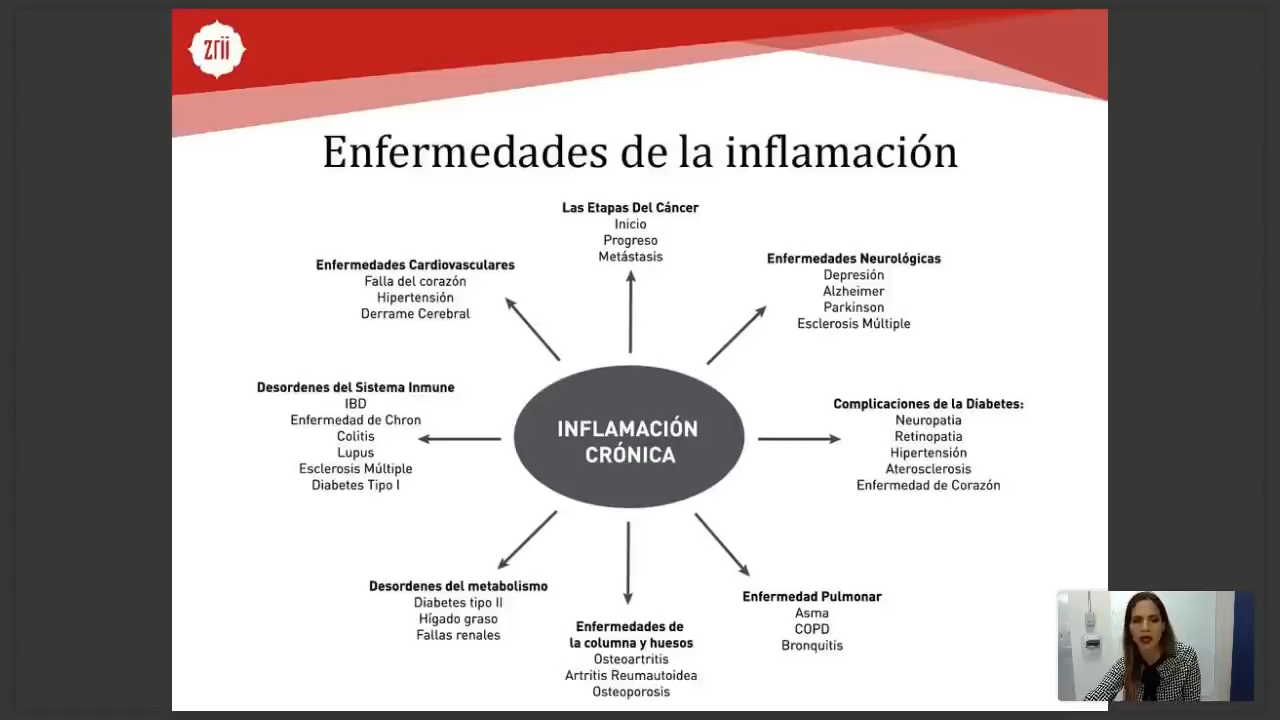 zrii
Enfermedades de la inflamación
Las Etapas Del Cáncer
Inicio
Progreso
Metástasis
Enfermedades Cardiovasculares
Falla del corazón
Hipertensión
Derrame Cerebral
Enfermedades Neurológicas
Depresión
Alzheimer
Parkinson
Esclerosis Múltiple
Desordenes del Sistema Inmune
IBD
Enfermedad de Chron
Colitis
Lupus
Esclerosis Múltiple
Diabetes Tipo I
INFLAMACIÓN
CRÓNICA
Complicaciones de la Diabetes:
Neuropatia
Retinopatia
Hipertensión
Aterosclerosis
Enfermedad de Corazón
Desordenes del metabolismo
Diabetes tipo II
Hígado graso
Fallas renales
Enfermedades de
la columna y huesos
Osteoartritis
Artritis Reumautoidea
Osteoporosis
Enfermedad Pulmonar
Asma
COPD
Bronquitis